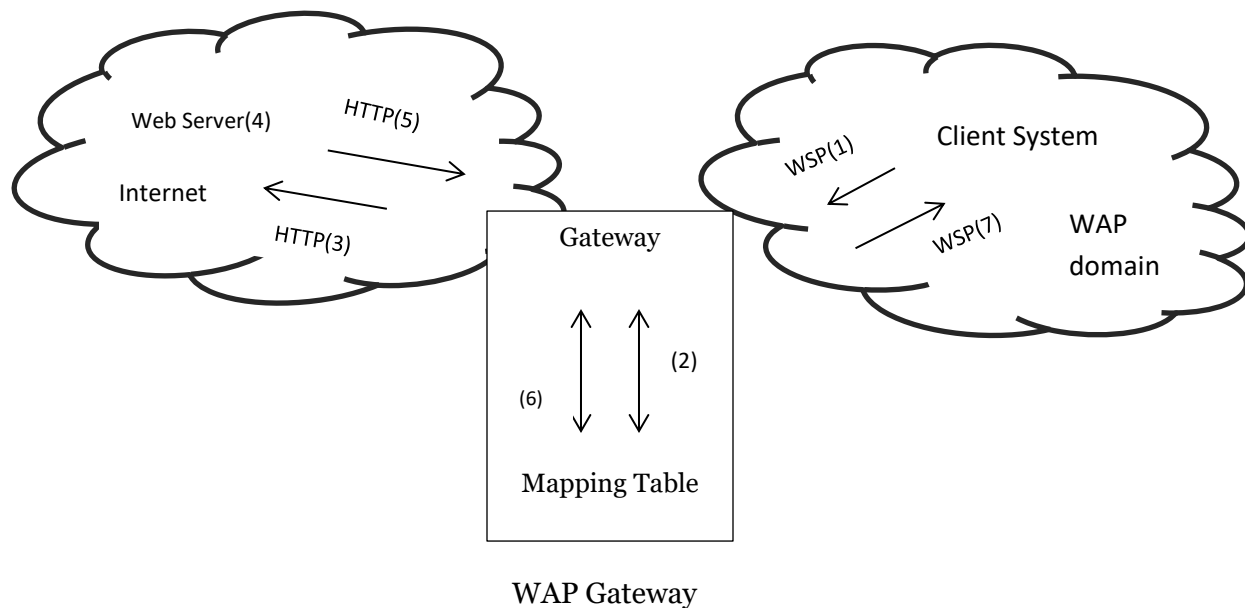 Web Server(4)
HTTP(5)
Internet
HTTP(3)
Client System
WSP(1)
WSP(7)
WAP
domain
Gateway
(2)
(6)
Mapping Table
WAP Gateway